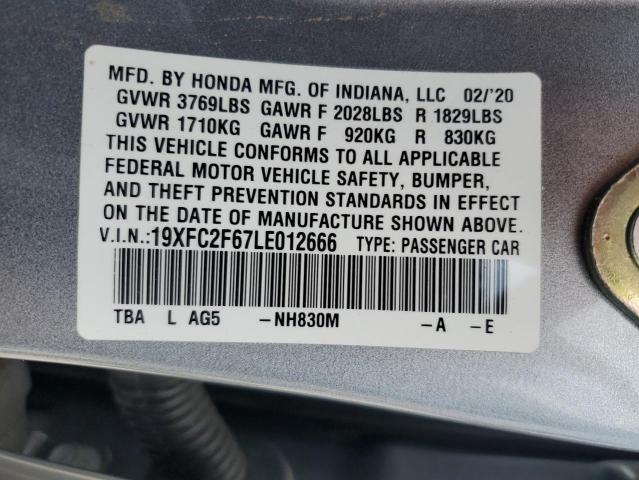 MFD. BY HONDA MFG. OF INDIANA, LLC 02/'20
GVWR 3769LBS GAWR F 2028LBS R 1829LBS
GVWR 1710KG GAWR F 920KG R 830KG
THIS VEHICLE CONFORMS TO ALL APPLICABLE
FEDERAL MOTOR VEHICLE SAFETY, BUMPER,
AND THEFT PREVENTION STANDARDS IN EFFECT
ON THE DATE OF MANUFACTURE SHOWN ABOVE.
V.I.N.:19XFC2F67LE012666 TYPE: PASSENGER CAR
TBA L AG5 -NH830M -A -E